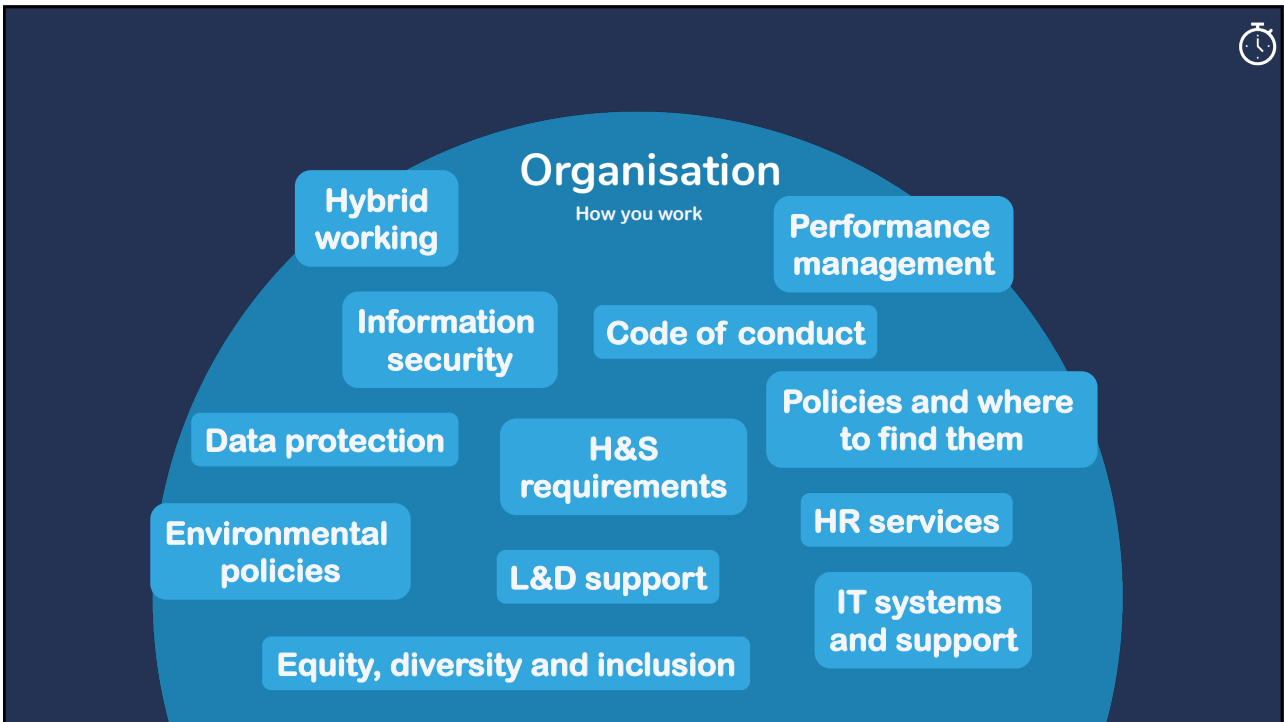 Organisation
How you work
Hybrid
working
Performance
management
Information
security
Code of conduct
Policies and where
to find them
Data protection
H&S
requirements
Environmental
policies
HR services
L&D support
IT systems
and support
Equity, diversity and inclusion